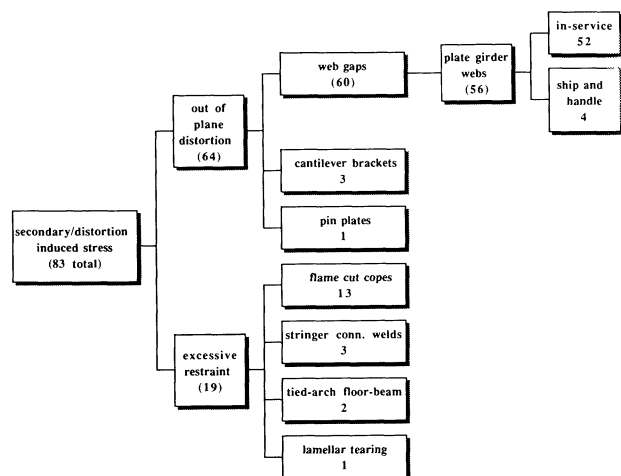 secondary/distortion
induced stress
(83 total)
out of
plane
distortion
(64)
web gaps
(60)
plate girder
webs
(56)
in-service
52
ship and
handle
4
cantilever brackets
3
pin plates
1
excessive
restraint
(19)
flame cut copes
13
stringer conn. welds
3
tied-arch floor-beam
2
lamellar tearing
1